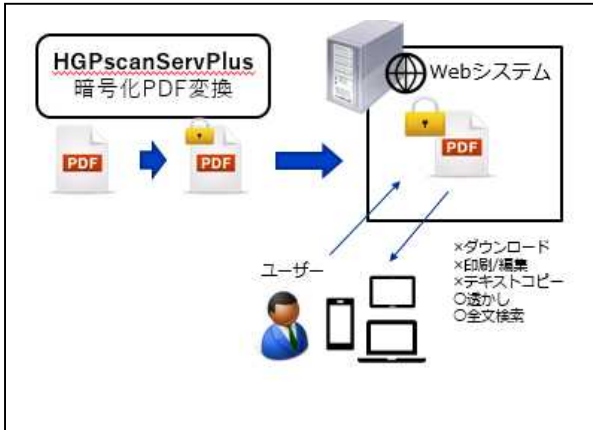 HGPscanServPlus
暗号化PDF変換
Webシステム
PDF
PDF
PDF
ユーザー
×ダウンロード
×印刷/編集
×テキストコピー
○透かし
○全文検索